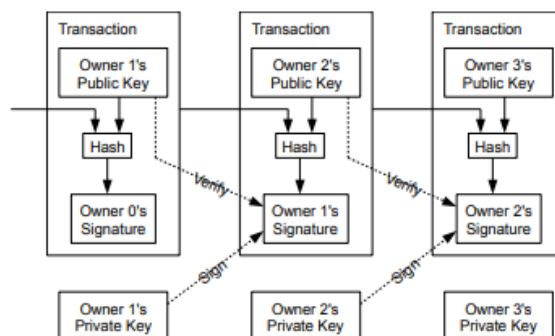 Transaction
Owner 1's
Public Key
Hash
Owner 0's
Signature
Transaction
Owner 2's
Public Key
Hash
Verify
Owner 1's
Signature
Transaction
Owner 3's
Public Key
Hash
Verify
Owner 2's
Signature
Owner 1's
Private Key
Sign
Owner 2's
Private Key
Sign
Owner 3's
Private Key